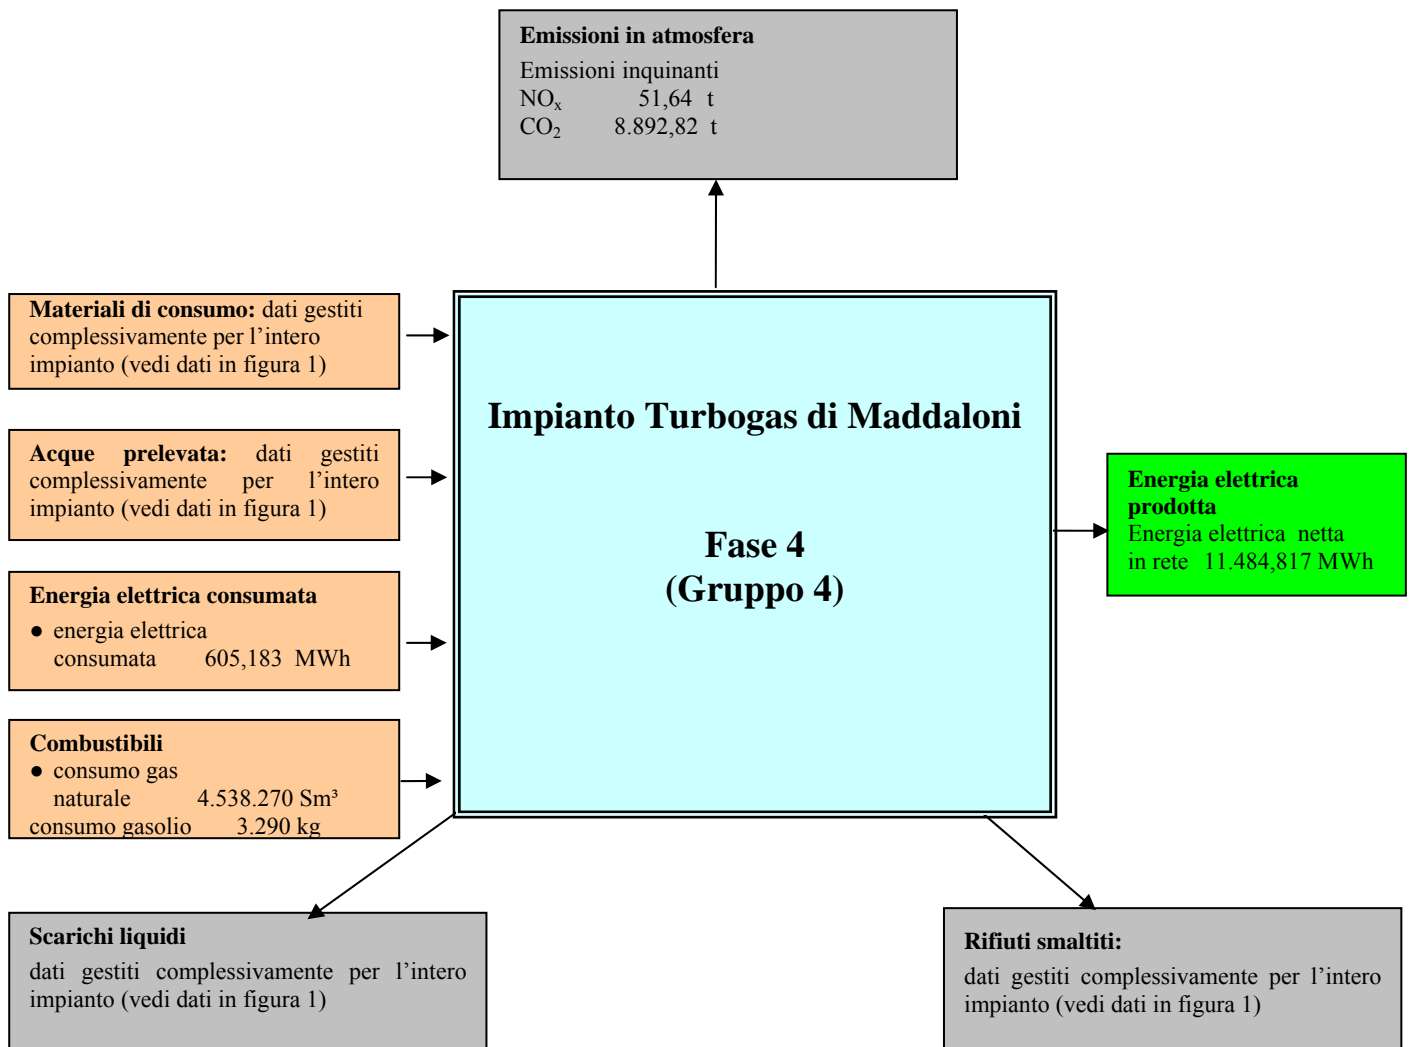 Emissioni in atmosfera
Emissioni inquinanti
NOₓ 51,64 t
CO₂ 8.892,82 t
Materiali di consumo: dati gestiti
complessivamente per l’intero
impianto (vedi dati in figura 1)
Acque prelevata: dati gestiti
complessivamente per l’intero
impianto (vedi dati in figura 1)
Energia elettrica consumata
● energia elettrica
consumata 605,183 MWh
Combustibili
● consumo gas
naturale 4.538.270 Sm³
consumo gasolio 3.290 kg
Impianto Turbogas di Maddaloni
Fase 4
(Gruppo 4)
Energia elettrica
prodotta
Energia elettrica netta
in rete 11.484,817 MWh
Scarichi liquidi
dati gestiti complessivamente per l’intero
impianto (vedi dati in figura 1)
Rifiuti smaltiti:
dati gestiti complessivamente per l’intero
impianto (vedi dati in figura 1)